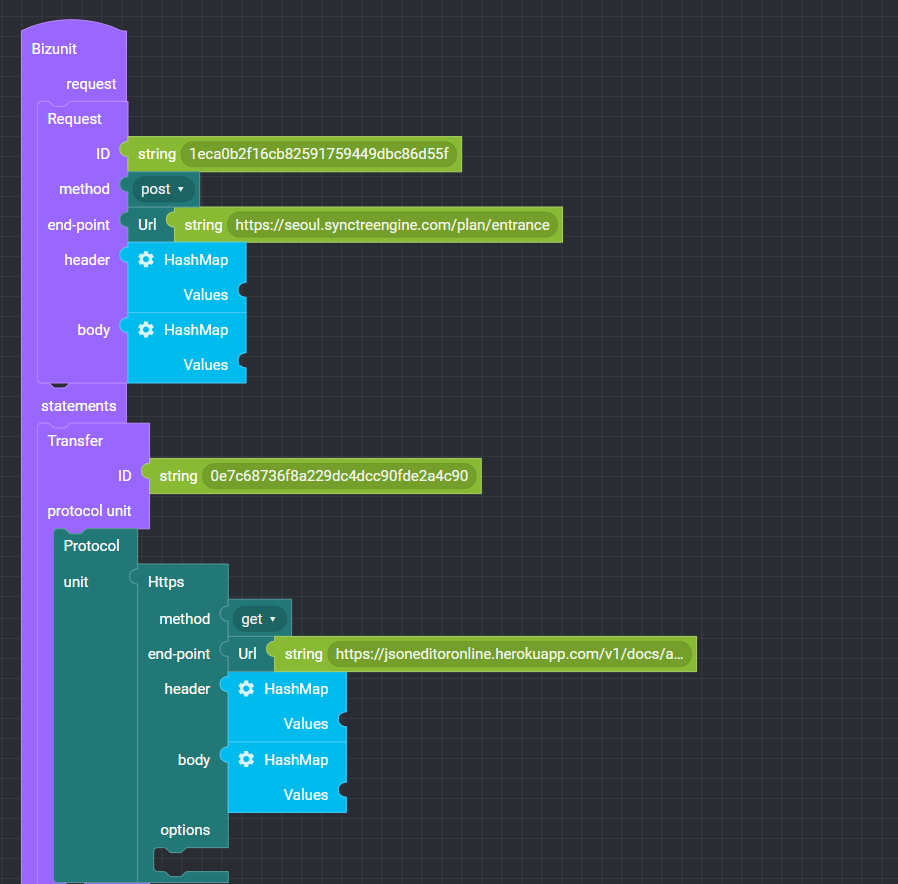 Bizunit
request
Request
ID string 1eca0b2f16cb82591759449dbc86d55f
method post
end-point Url string https://seoul.synctreengine.com/plan/entrance
header HashMap
Values
body HashMap
Values
statements
Transfer
ID string 0e7c68736f8a229dc4dcc90fde2a4c90
protocol unit
Protocol
unit Https
method get
end-point Url string https://jsoneditoronline.herokuapp.com/v1/docs/a...
header HashMap
Values
body HashMap
Values
options